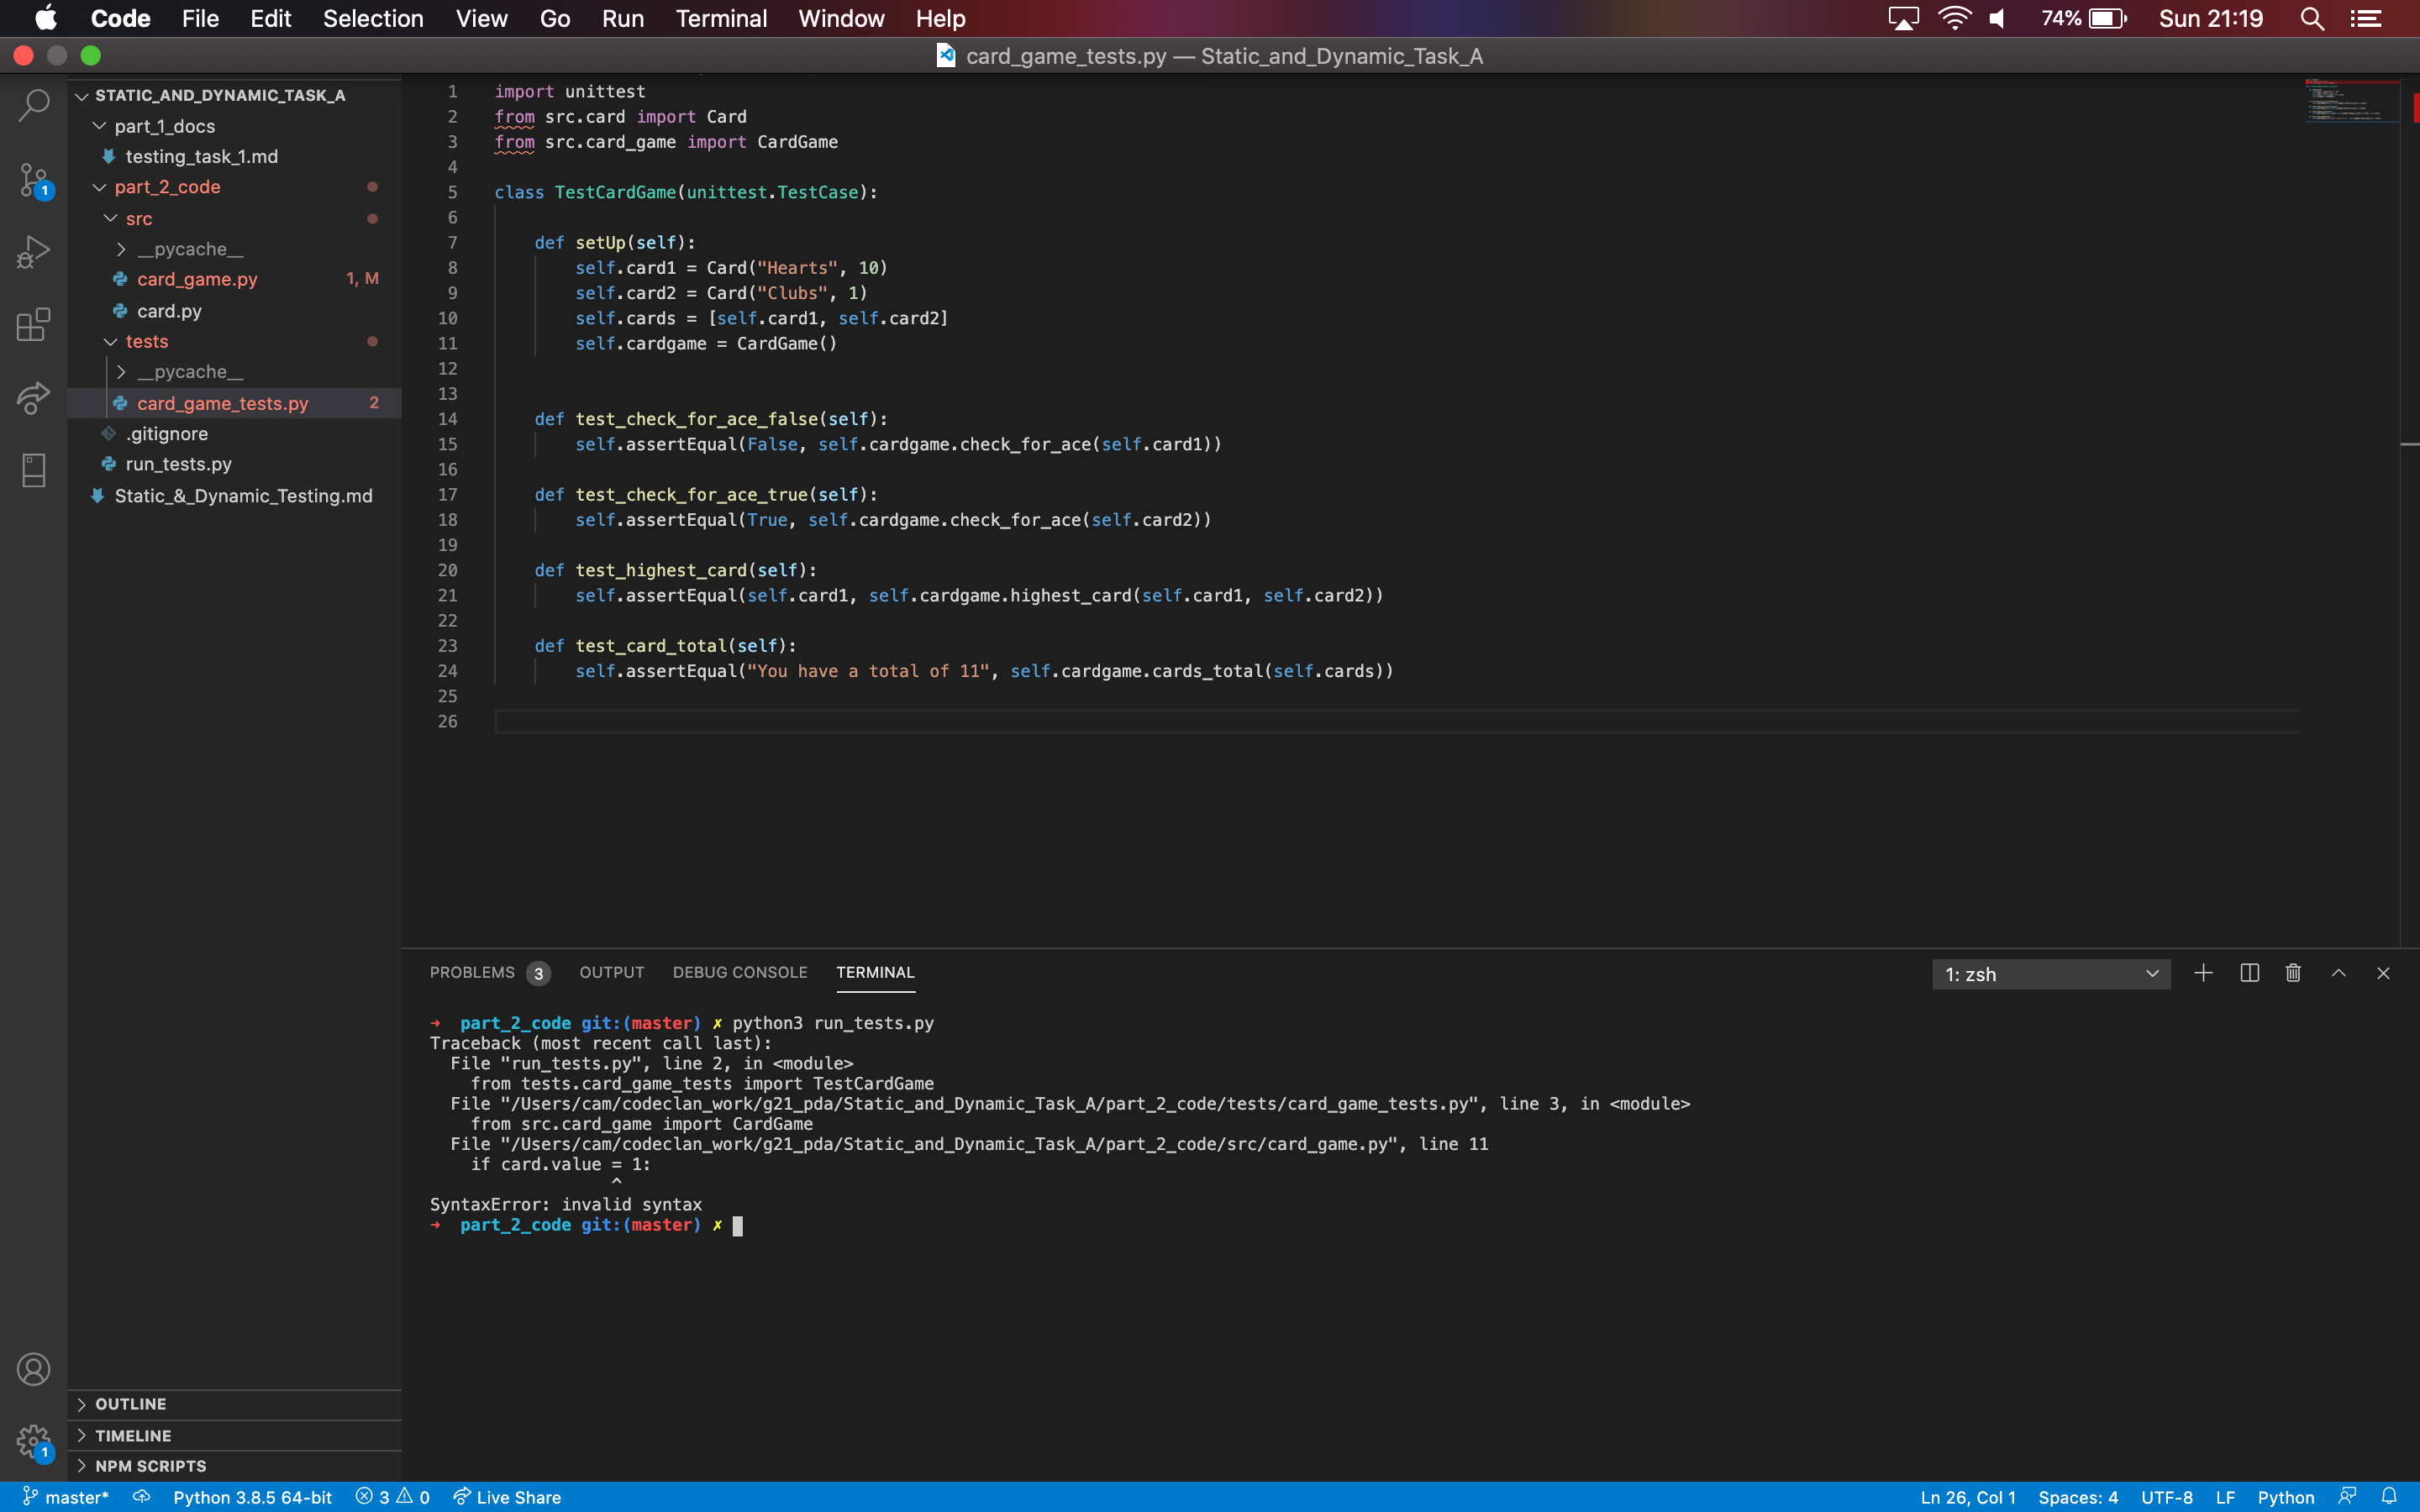 Code File Edit Selection View Go Run Terminal Window Help 74% Sun 21:19
card_game_tests.py — Static_and_Dynamic_Task_A
STATIC_AND_DYNAMIC_TASK_A
part_1_docs
testing_task_1.md
part_2_code
src
__pycache__
card_game.py 1, M
card.py
tests
__pycache__
card_game_tests.py 2
.gitignore
run_tests.py
Static_&_Dynamic_Testing.md
1
1 import unittest
2 from src.card import Card
3 from src.card_game import CardGame
4
5 class TestCardGame(unittest.TestCase):
6
7     def setUp(self):
8         self.card1 = Card("Hearts", 10)
9         self.card2 = Card("Clubs", 1)
10         self.cards = [self.card1, self.card2]
11         self.cardgame = CardGame()
12
13
14     def test_check_for_ace_false(self):
15         self.assertEqual(False, self.cardgame.check_for_ace(self.card1))
16
17     def test_check_for_ace_true(self):
18         self.assertEqual(True, self.cardgame.check_for_ace(self.card2))
19
20     def test_highest_card(self):
21         self.assertEqual(self.card1, self.cardgame.highest_card(self.card1, self.card2))
22
23     def test_card_total(self):
24         self.assertEqual("You have a total of 11", self.cardgame.cards_total(self.cards))
25
26
PROBLEMS 3 OUTPUT DEBUG CONSOLE TERMINAL 1: zsh
→ part_2_code git:(master) ✗ python3 run_tests.py
Traceback (most recent call last):
  File "run_tests.py", line 2, in <module>
    from tests.card_game_tests import TestCardGame
  File "/Users/cam/codeclan_work/g21_pda/Static_and_Dynamic_Task_A/part_2_code/tests/card_game_tests.py", line 3, in <module>
    from src.card_game import CardGame
  File "/Users/cam/codeclan_work/g21_pda/Static_and_Dynamic_Task_A/part_2_code/src/card_game.py", line 11
    if card.value = 1:
                  ^
SyntaxError: invalid syntax
→ part_2_code git:(master) ✗
OUTLINE
TIMELINE
NPM SCRIPTS
1
master* Python 3.8.5 64-bit 3 0 Live Share Ln 26, Col 1 Spaces: 4 UTF-8 LF Python